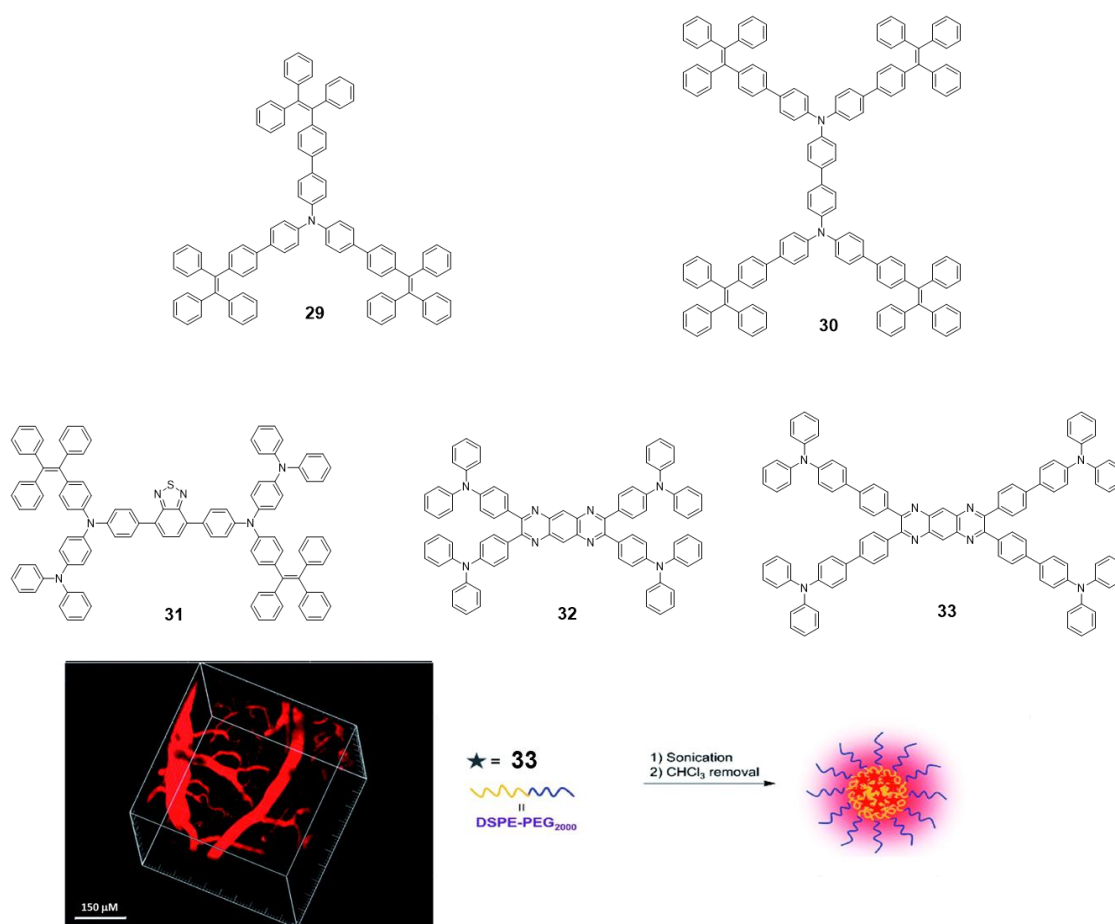 N
29
N
N
30
S
N N
N
N
N
N
31
N
N
N N
N N
N
N
32
N
N
N N
N N
N
N
33
150 µM
★ = 33
=
DSPE-PEG2000
1) Sonication
2) CHCl3 removal